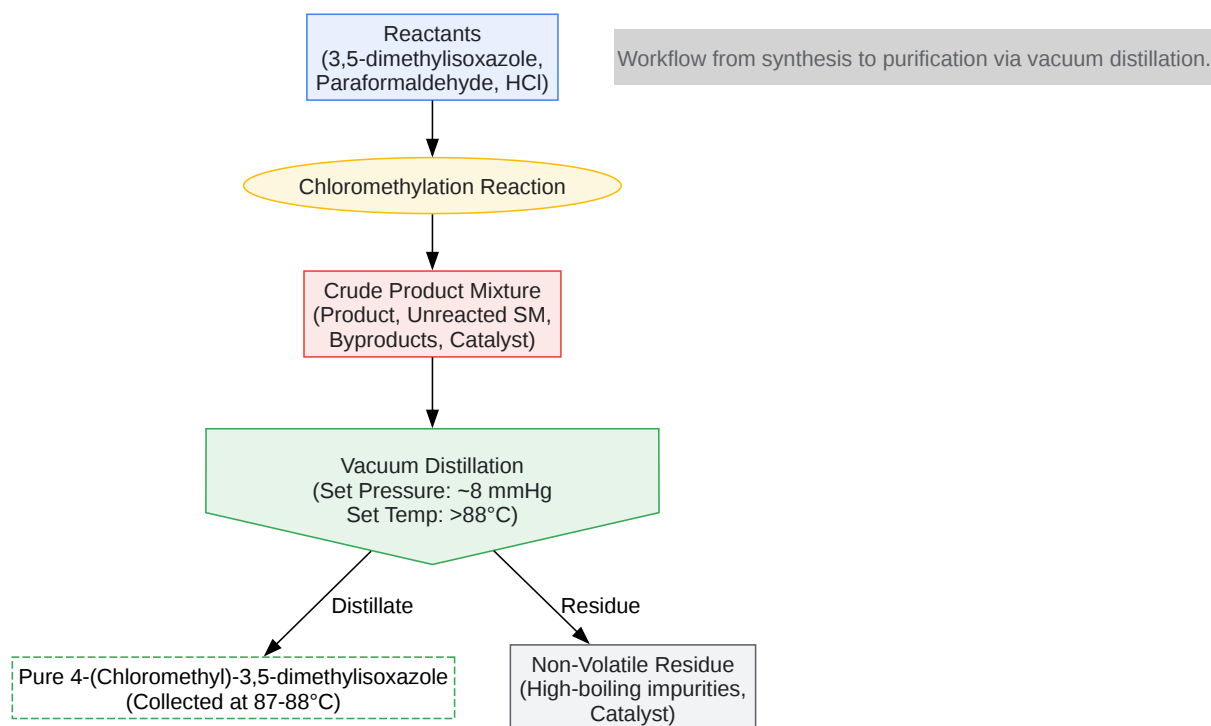 Reactants
(3,5-dimethylisoxazole,
Paraformaldehyde, HCl)
Workflow from synthesis to purification via vacuum distillation.
Chloromethylation Reaction
Crude Product Mixture
(Product, Unreacted SM,
Byproducts, Catalyst)
Vacuum Distillation
(Set Pressure: ~8 mmHg
Set Temp: >88°C)
Distillate
Residue
Pure 4-(Chloromethyl)-3,5-dimethylisoxazole
(Collected at 87-88°C)
Non-Volatile Residue
(High-boiling impurities,
Catalyst)